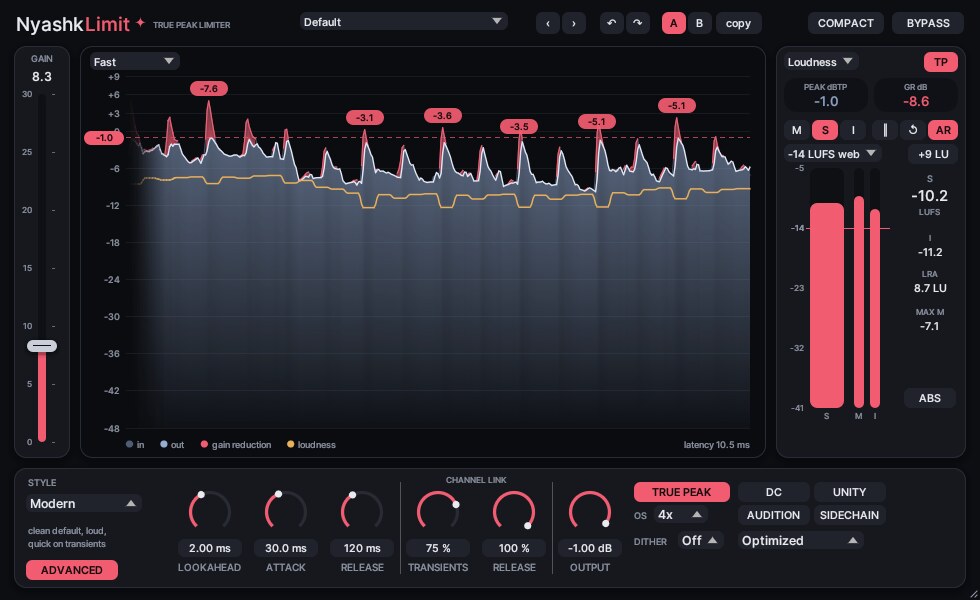 NyashkLimit TRUE PEAK LIMITER
Default
‹ › ↶ ↷ A B copy
COMPACT BYPASS
GAIN
8.3
30
25
20
15
10
5
0
Fast
+9
+6
+3
0
-1.0
-3
-6
-12
-18
-24
-30
-36
-42
-48
-7.6
-3.1
-3.6
-3.5
-5.1
-5.1
in out gain reduction loudness
latency 10.5 ms
Loudness TP
PEAK dBTP GR dB
-1.0 -8.6
M S I AR
-14 LUFS web +9 LU
-5
-14
-23
-32
-41
S M I
S
-10.2
LUFS
I
-11.2
LRA
8.7 LU
MAX M
-7.1
ABS
STYLE
Modern
clean default, loud,
quick on transients
ADVANCED
CHANNEL LINK
2.00 ms 30.0 ms 120 ms 75 % 100 % -1.00 dB
LOOKAHEAD ATTACK RELEASE TRANSIENTS RELEASE OUTPUT
TRUE PEAK DC UNITY
OS 4x AUDITION SIDECHAIN
DITHER Off Optimized